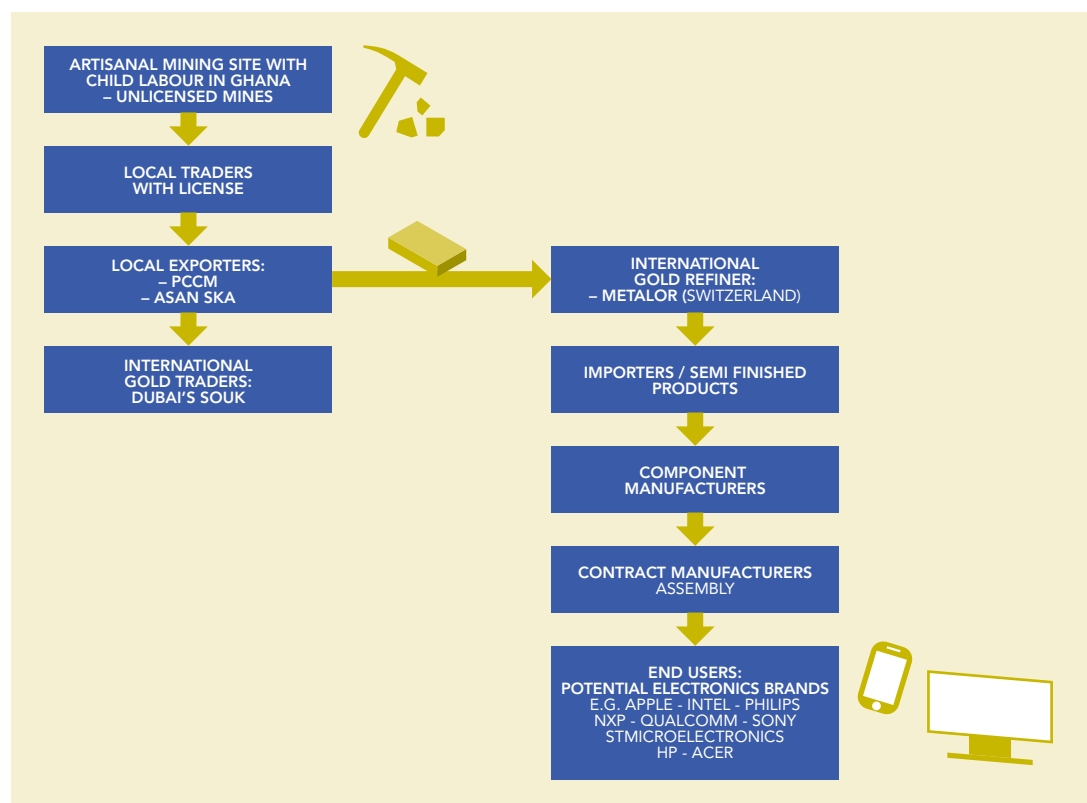 ARTISANAL MINING SITE WITH
CHILD LABOUR IN GHANA
– UNLICENSED MINES
LOCAL TRADERS
WITH LICENSE
LOCAL EXPORTERS:
– PCCM
– ASAN SKA
INTERNATIONAL
GOLD TRADERS:
DUBAI’S SOUK
INTERNATIONAL
GOLD REFINER:
– METALOR (SWITZERLAND)
IMPORTERS / SEMI FINISHED
PRODUCTS
COMPONENT
MANUFACTURERS
CONTRACT MANUFACTURERS
ASSEMBLY
END USERS:
POTENTIAL ELECTRONICS BRANDS
E.G. APPLE - INTEL - PHILIPS
NXP - QUALCOMM - SONY
STMICROELECTRONICS
HP - ACER